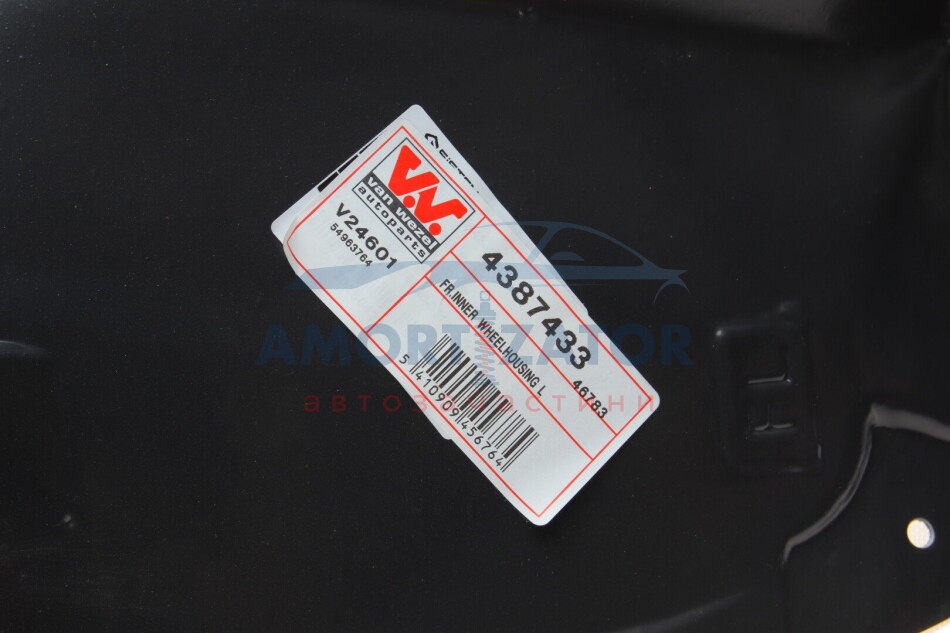 V.W.
van wezel
autoparts
V24601
54963764
4387433
FR.INNER WHEELHOUSING L
46783
5 410909 456764
AMORTIZATOR
автозапчастини